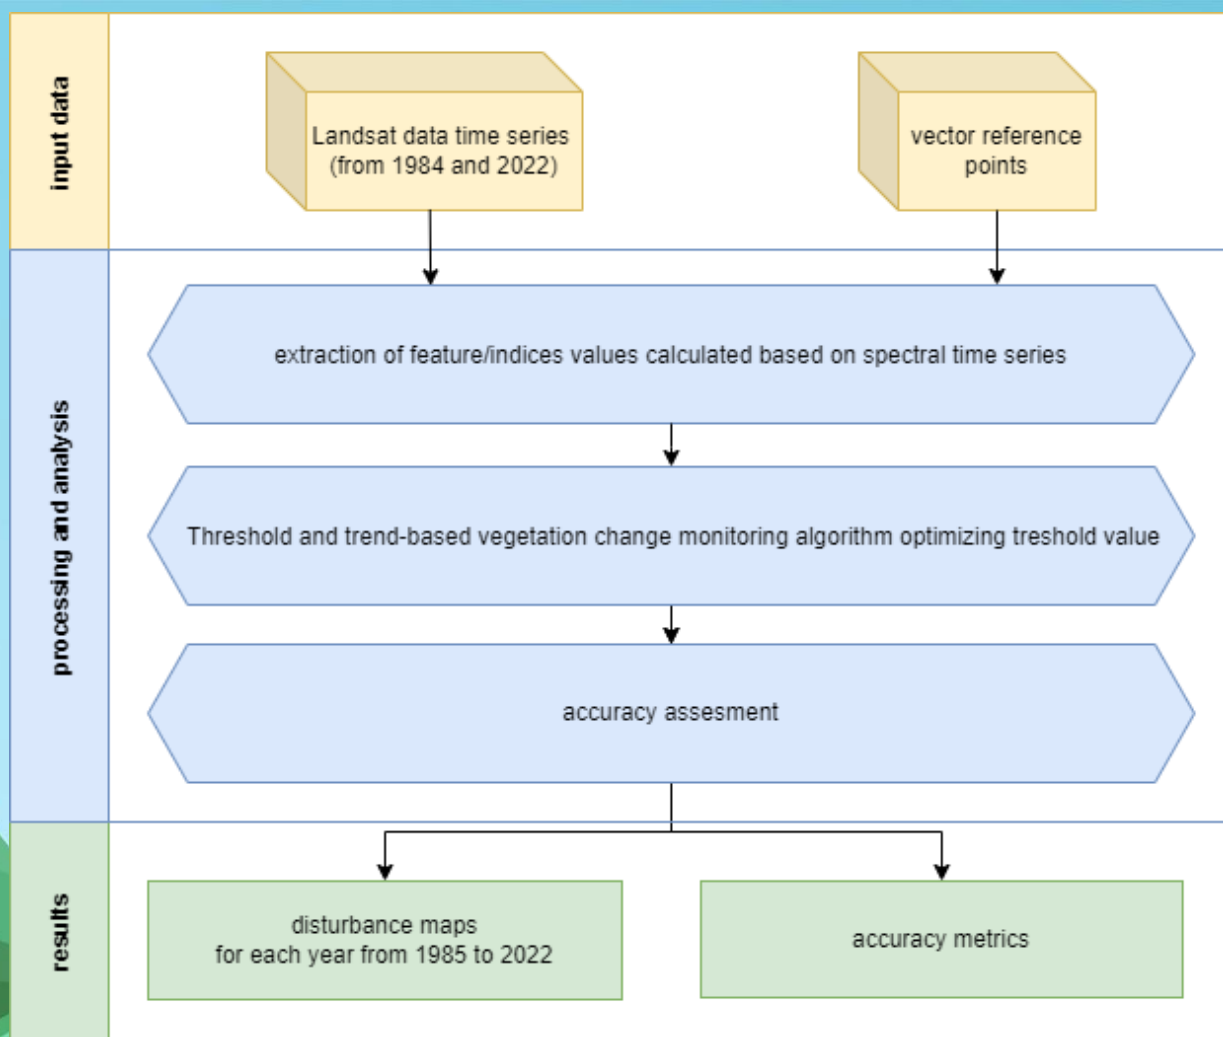 input data
Landsat data time series
(from 1984 and 2022)
vector reference
points
processing and analysis
extraction of feature/indices values calculated based on spectral time series
Threshold and trend-based vegetation change monitoring algorithm optimizing treshold value
accuracy assesment
results
disturbance maps
for each year from 1985 to 2022
accuracy metrics